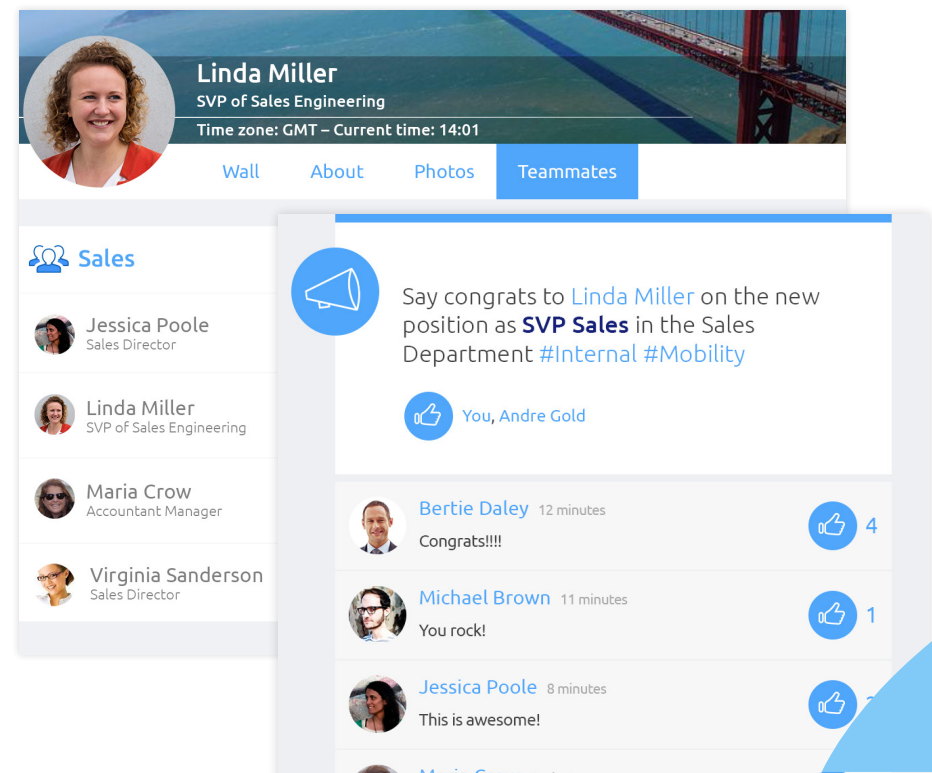 Linda Miller
SVP of Sales Engineering
Time zone: GMT – Current time: 14:01
Wall About Photos Teammates
Sales
Jessica Poole
Sales Director
Linda Miller
SVP of Sales Engineering
Maria Crow
Accountant Manager
Virginia Sanderson
Sales Director
Say congrats to Linda Miller on the new
position as SVP Sales in the Sales
Department #Internal #Mobility
You, Andre Gold
Bertie Daley 12 minutes
Congrats!!!!
4
Michael Brown 11 minutes
You rock!
1
Jessica Poole 8 minutes
This is awesome!